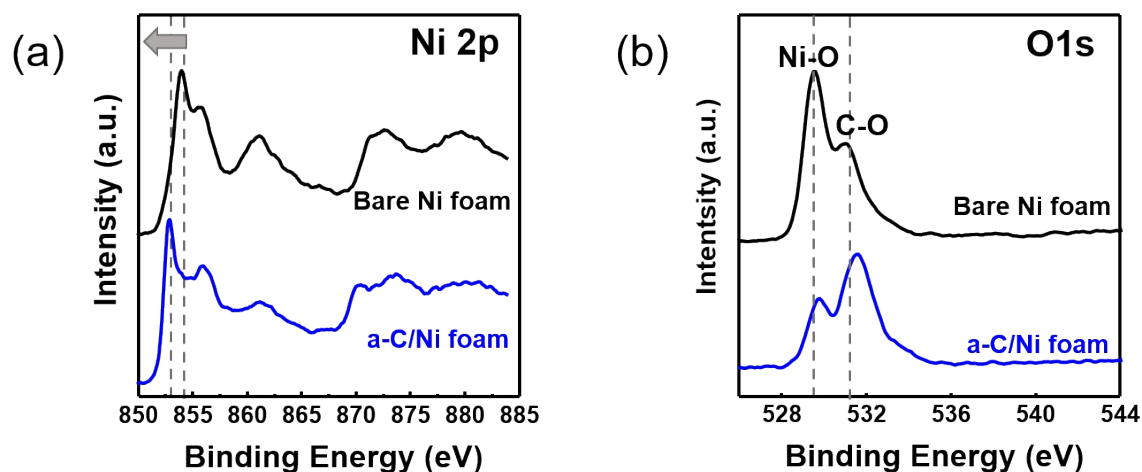 (a)
Ni 2p
Bare Ni foam
a-C/Ni foam
Intensity (a.u.)
850 855 860 865 870 875 880 885
Binding Energy (eV)
(b)
O1s
Ni-O
C-O
Bare Ni foam
a-C/Ni foam
Intentsity (a.u.)
528 532 536 540 544
Binding Energy (eV)